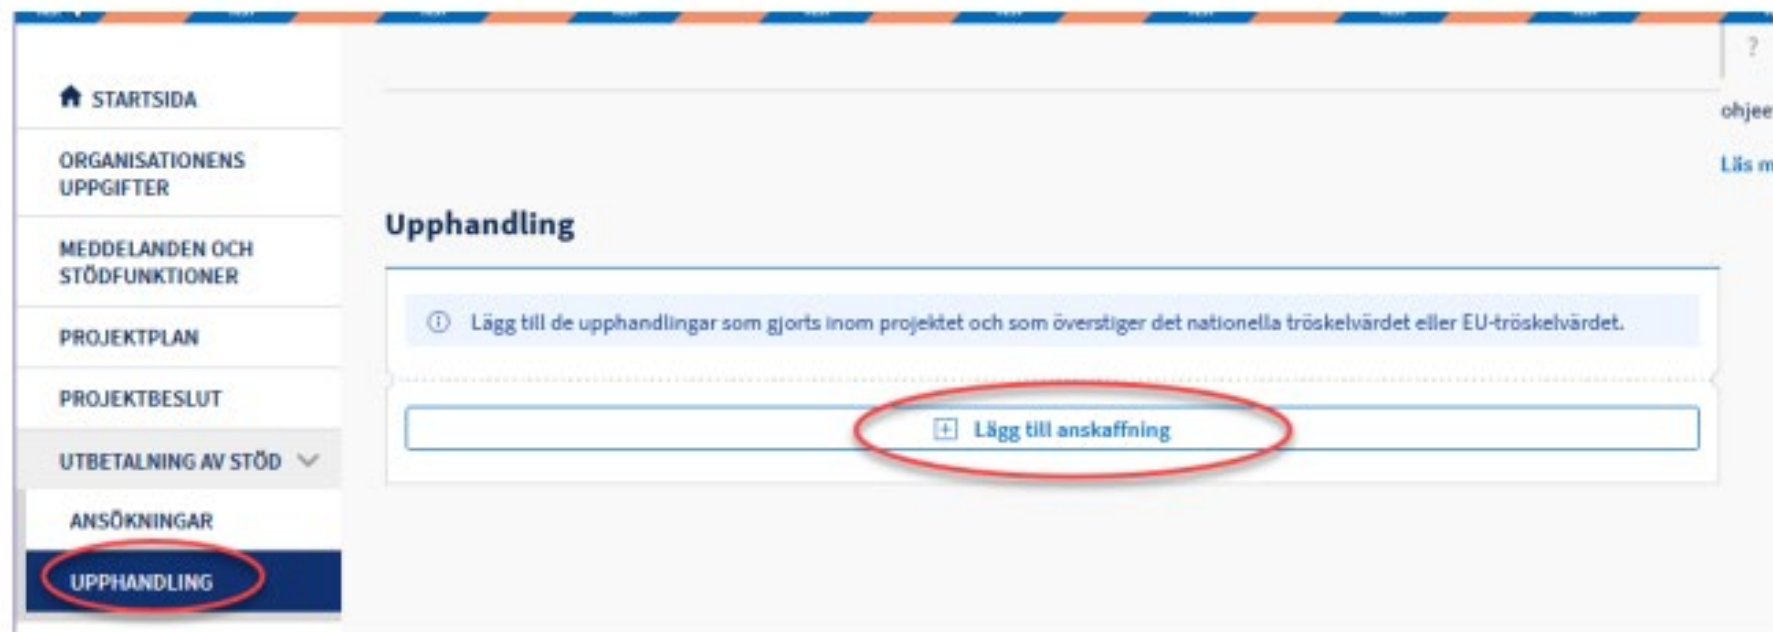 ?
STARTSIDA
ohjee
ORGANISATIONENS
UPPGIFTER
Läs m
Upphandling
MEDDELANDEN OCH
STÖDFUNKTIONER
Lägg till de upphandlingar som gjorts inom projektet och som överstiger det nationella tröskelvärdet eller EU-tröskelvärdet.
PROJEKTPLAN
PROJEKTBESLUT
Lägg till anskaffning
UTBETALNING AV STÖD
ANSÖKNINGAR
UPPHANDLING